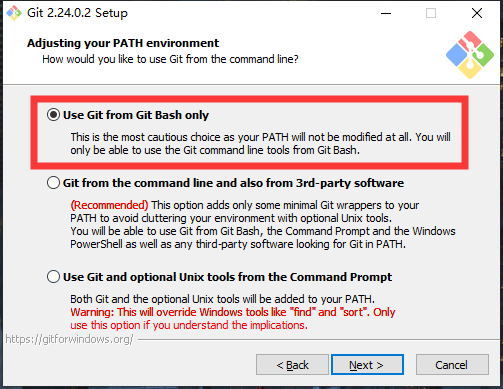 Git 2.24.0.2 Setup
Adjusting your PATH environment
How would you like to use Git from the command line?
Use Git from Git Bash only
This is the most cautious choice as your PATH will not be modified at all. You will
only be able to use the Git command line tools from Git Bash.
Git from the command line and also from 3rd-party software
(Recommended) This option adds only some minimal Git wrappers to your
PATH to avoid cluttering your environment with optional Unix tools.
You will be able to use Git from Git Bash, the Command Prompt and the Windows
PowerShell as well as any third-party software looking for Git in PATH.
Use Git and optional Unix tools from the Command Prompt
Both Git and the optional Unix tools will be added to your PATH.
Warning: This will override Windows tools like "find" and "sort". Only
use this option if you understand the implications.
https://gitforwindows.org/
< Back
Next >
Cancel